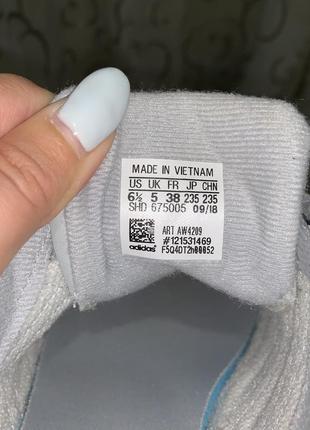 MADE IN VIETNAM
US UK FR JP CHN
6½ 5 38 235 235
SHD 675005 09/18
ART AW4209
#121531469
adidas F5Q4DT2h00052